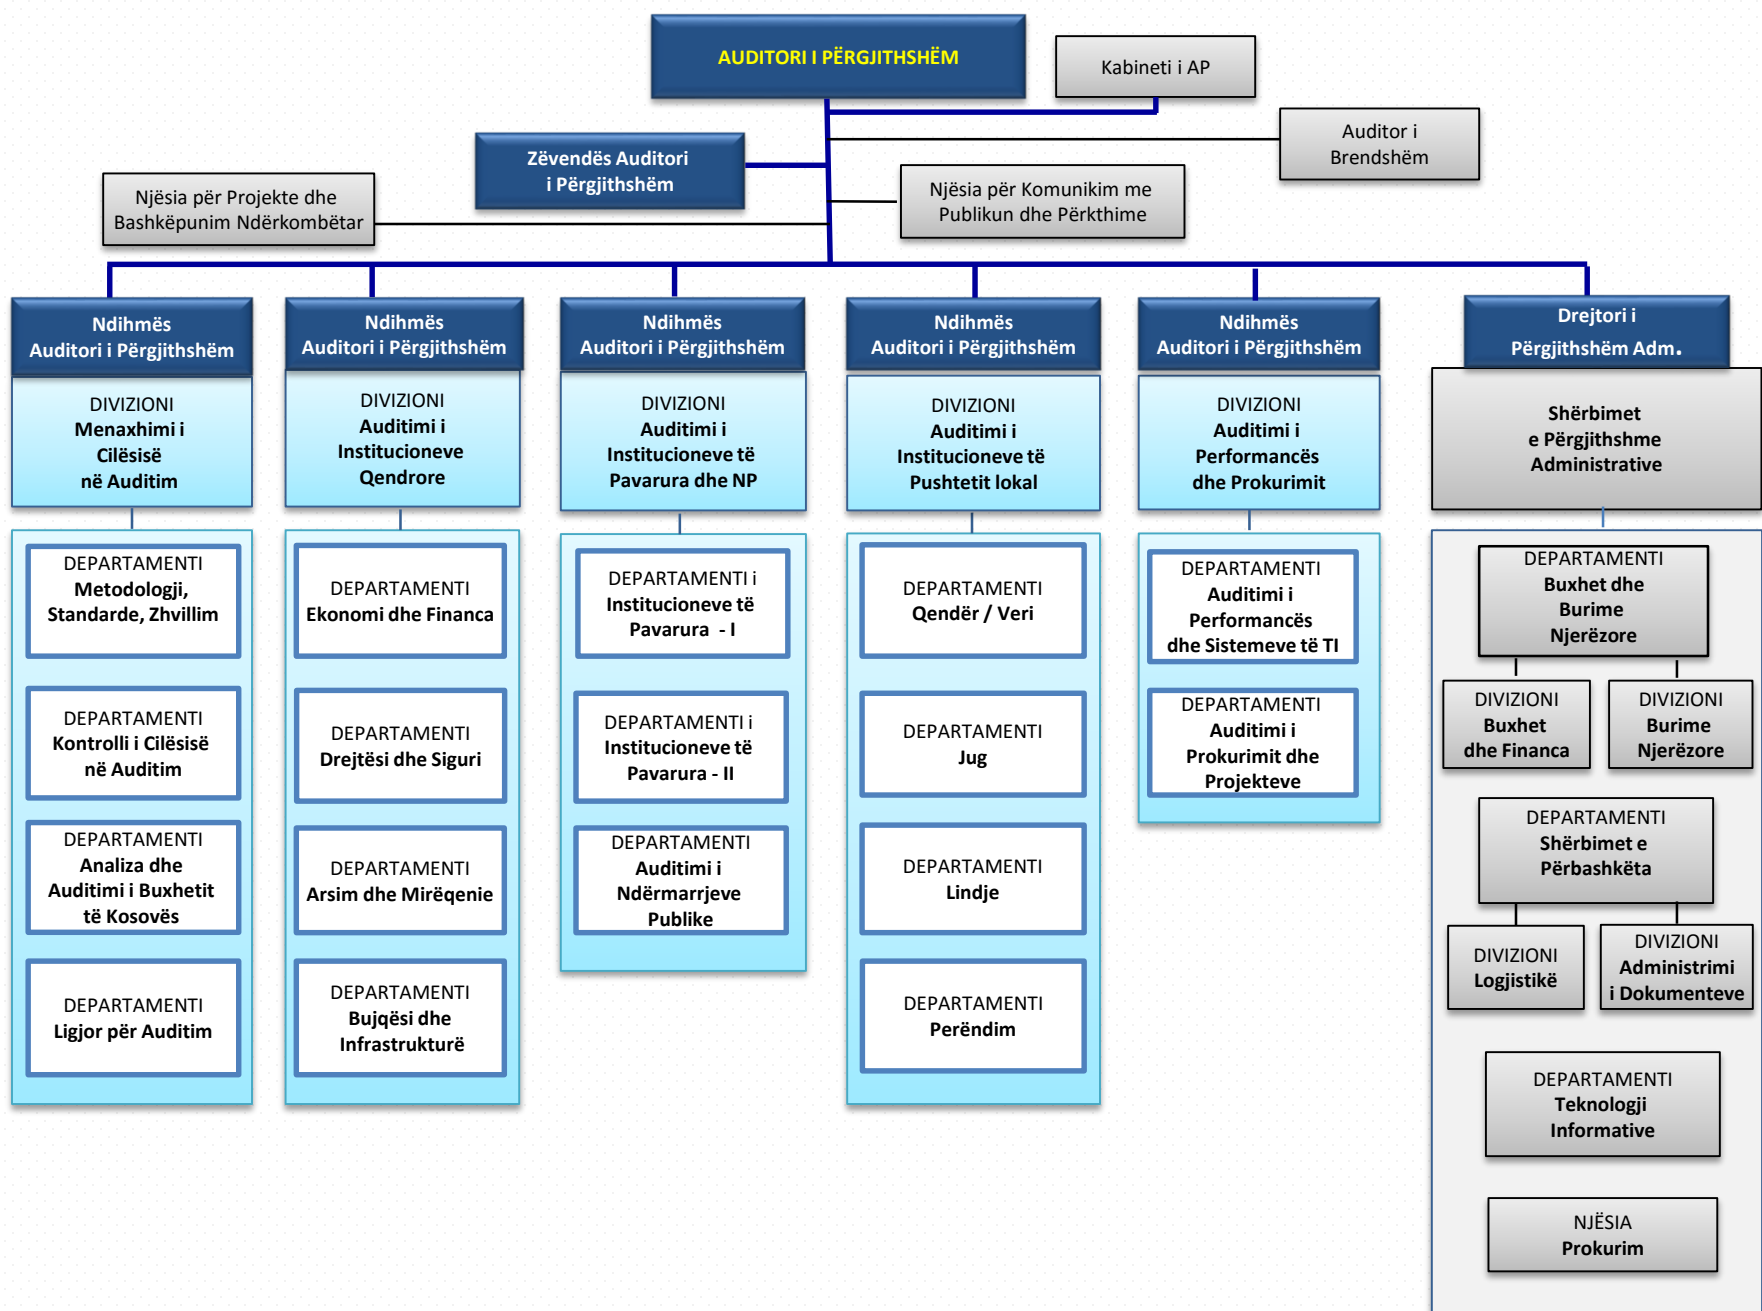 AUDITORI I PËRGJITHSHËM
Kabineti i AP
Auditor i
Brendshëm
Zëvendës Auditori
i Përgjithshëm
Njësia për Projekte dhe
Bashkëpunim Ndërkombëtar
Njësia për Komunikim me
Publikun dhe Përkthime
Ndihmës
Auditori i Përgjithshëm
DIVIZIONI
Menaxhimi i
Cilësisë
në Auditim
DEPARTAMENTI
Metodologji,
Standarde, Zhvillim
DEPARTAMENTI
Kontrolli i Cilësisë
në Auditim
DEPARTAMENTI
Analiza dhe
Auditimi i Buxhetit
të Kosovës
DEPARTAMENTI
Ligjor për Auditim
Ndihmës
Auditori i Përgjithshëm
DIVIZIONI
Auditimi i
Institucioneve
Qendrore
DEPARTAMENTI
Ekonomi dhe Financa
DEPARTAMENTI
Drejtësi dhe Siguri
DEPARTAMENTI
Arsim dhe Mirëqenie
DEPARTAMENTI
Bujqësi dhe
Infrastrukturë
Ndihmës
Auditori i Përgjithshëm
DIVIZIONI
Auditimi i
Institucioneve të
Pavarura dhe NP
DEPARTAMENTI i
Institucioneve të
Pavarura - I
DEPARTAMENTI i
Institucioneve të
Pavarura - II
DEPARTAMENTI
Auditimi i
Ndërmarrjeve
Publike
Ndihmës
Auditori i Përgjithshëm
DIVIZIONI
Auditimi i
Institucioneve të
Pushtetit lokal
DEPARTAMENTI
Qendër / Veri
DEPARTAMENTI
Jug
DEPARTAMENTI
Lindje
DEPARTAMENTI
Perëndim
Ndihmës
Auditori i Përgjithshëm
DIVIZIONI
Auditimi i
Performancës
dhe Prokurimit
DEPARTAMENTI
Auditimi i
Performancës
dhe Sistemeve të TI
DEPARTAMENTI
Auditimi i
Prokurimit dhe
Projekteve
Drejtori i
Përgjithshëm Adm.
Shërbimet
e Përgjithshme
Administrative
DEPARTAMENTI
Buxhet dhe
Burime
Njerëzore
DIVIZIONI
Buxhet
dhe Financa
DIVIZIONI
Burime
Njerëzore
DEPARTAMENTI
Shërbimet e
Përbashkëta
DIVIZIONI
Logjistikë
DIVIZIONI
Administrimi
i Dokumenteve
DEPARTAMENTI
Teknologji
Informative
NJËSIA
Prokurim